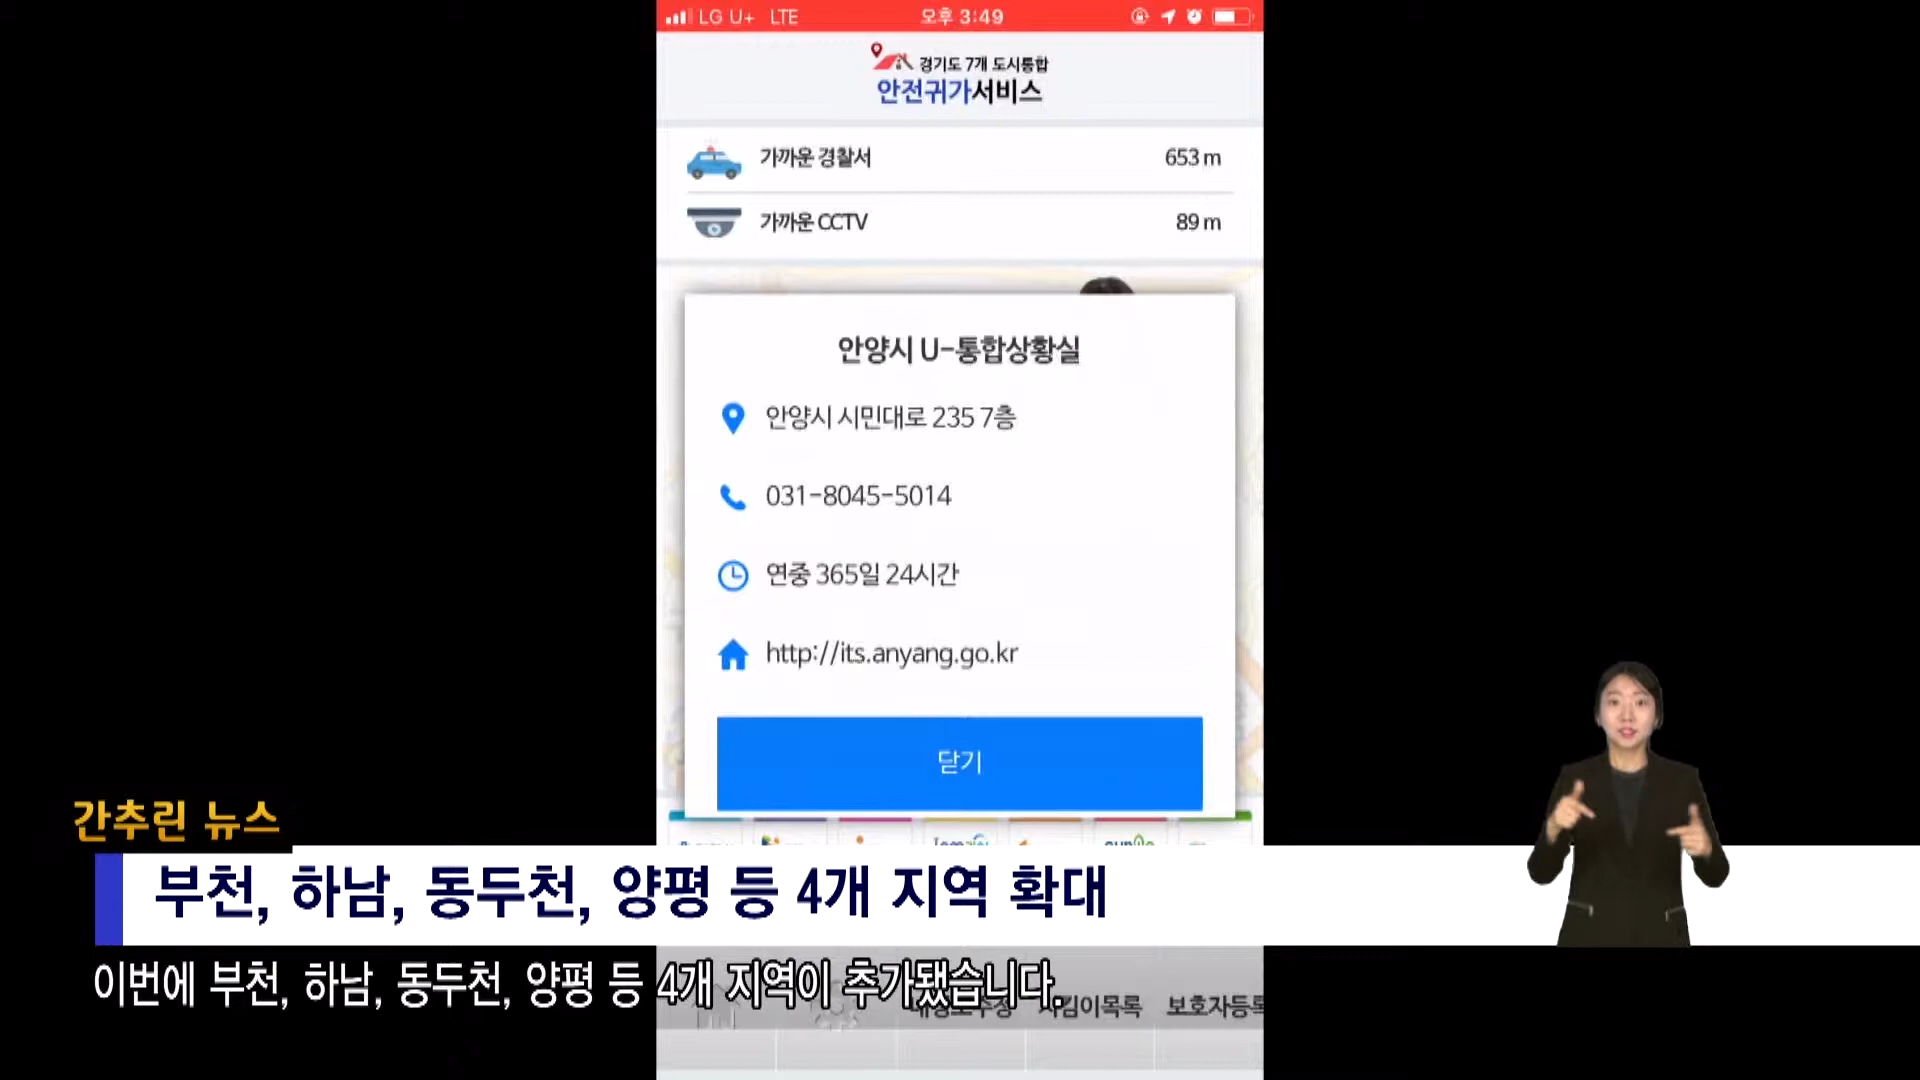 LG U+ LTE 오후 3:49
경기도 7개 도시통합
안전귀가서비스
가까운 경찰서 653 m
가까운 CCTV 89 m
안양시 U-통합상황실
안양시 시민대로 235 7층
031-8045-5014
연중 365일 24시간
http://its.anyang.go.kr
닫기
간추린 뉴스
부천, 하남, 동두천, 양평 등 4개 지역 확대
이번에 부천, 하남, 동두천, 양평 등 4개 지역이 추가됐습니다.
보호자등록